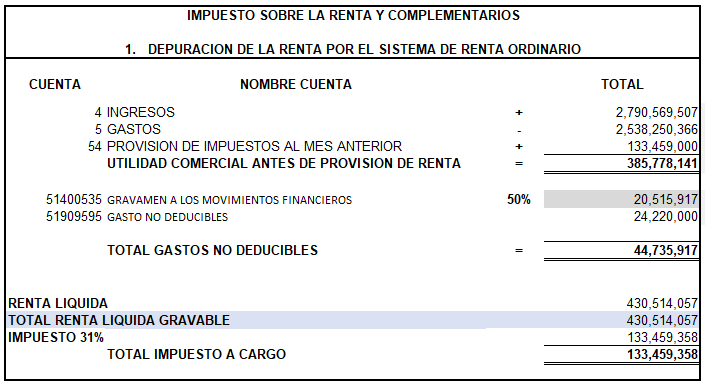 IMPUESTO SOBRE LA RENTA Y COMPLEMENTARIOS
1. DEPURACION DE LA RENTA POR EL SISTEMA DE RENTA ORDINARIO
CUENTA NOMBRE CUENTA TOTAL
4 INGRESOS + 2,790,569,507
5 GASTOS - 2,538,250,366
54 PROVISION DE IMPUESTOS AL MES ANTERIOR + 133,459,000
UTILIDAD COMERCIAL ANTES DE PROVISION DE RENTA = 385,778,141
51400535 GRAVAMEN A LOS MOVIMIENTOS FINANCIEROS 50% 20,515,917
51909595 GASTO NO DEDUCIBLES 24,220,000
TOTAL GASTOS NO DEDUCIBLES = 44,735,917
RENTA LIQUIDA 430,514,057
TOTAL RENTA LIQUIDA GRAVABLE 430,514,057
IMPUESTO 31% 133,459,358
TOTAL IMPUESTO A CARGO 133,459,358